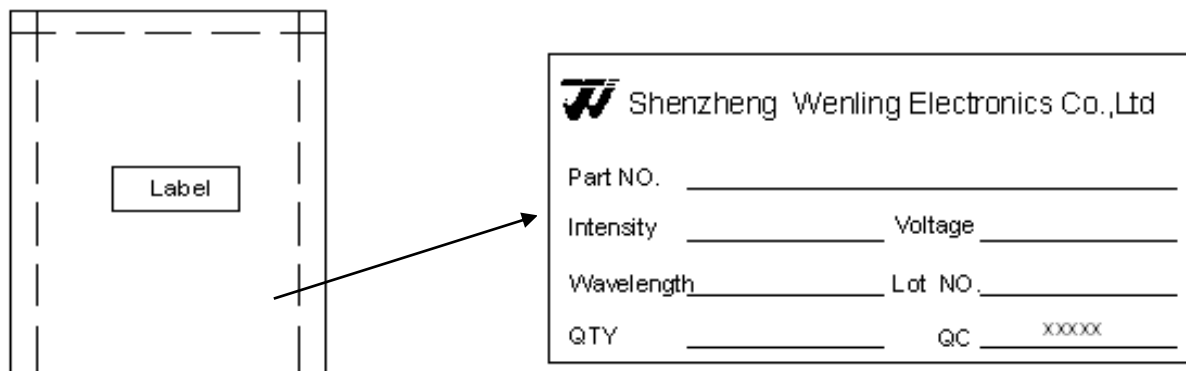 Label
Shenzheng Wenling Electronics Co.,Ltd
Part NO.
Intensity Voltage
Wavelength Lot NO.
QTY QC xxxxx